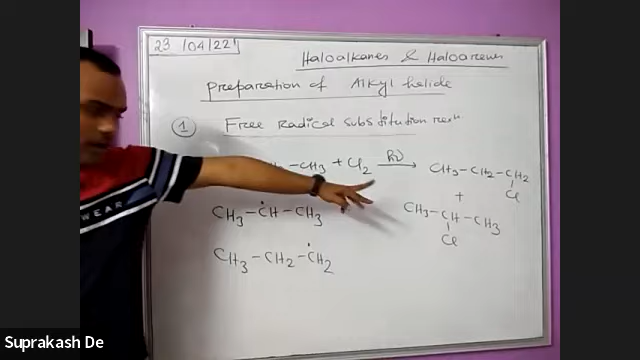 23/04/22
Haloalkanes & Haloarenes
Preparation of Alkyl halide
① Free Radical substitution
-CH₃ + Cl₂ hν → CH₃-CH₂-CH₂
Cl
+
CH₃-ĊH-CH₃ CH₃-CH-CH₃
Cl
CH₃-CH₂-ĊH₂
WEAR
Suprakash De